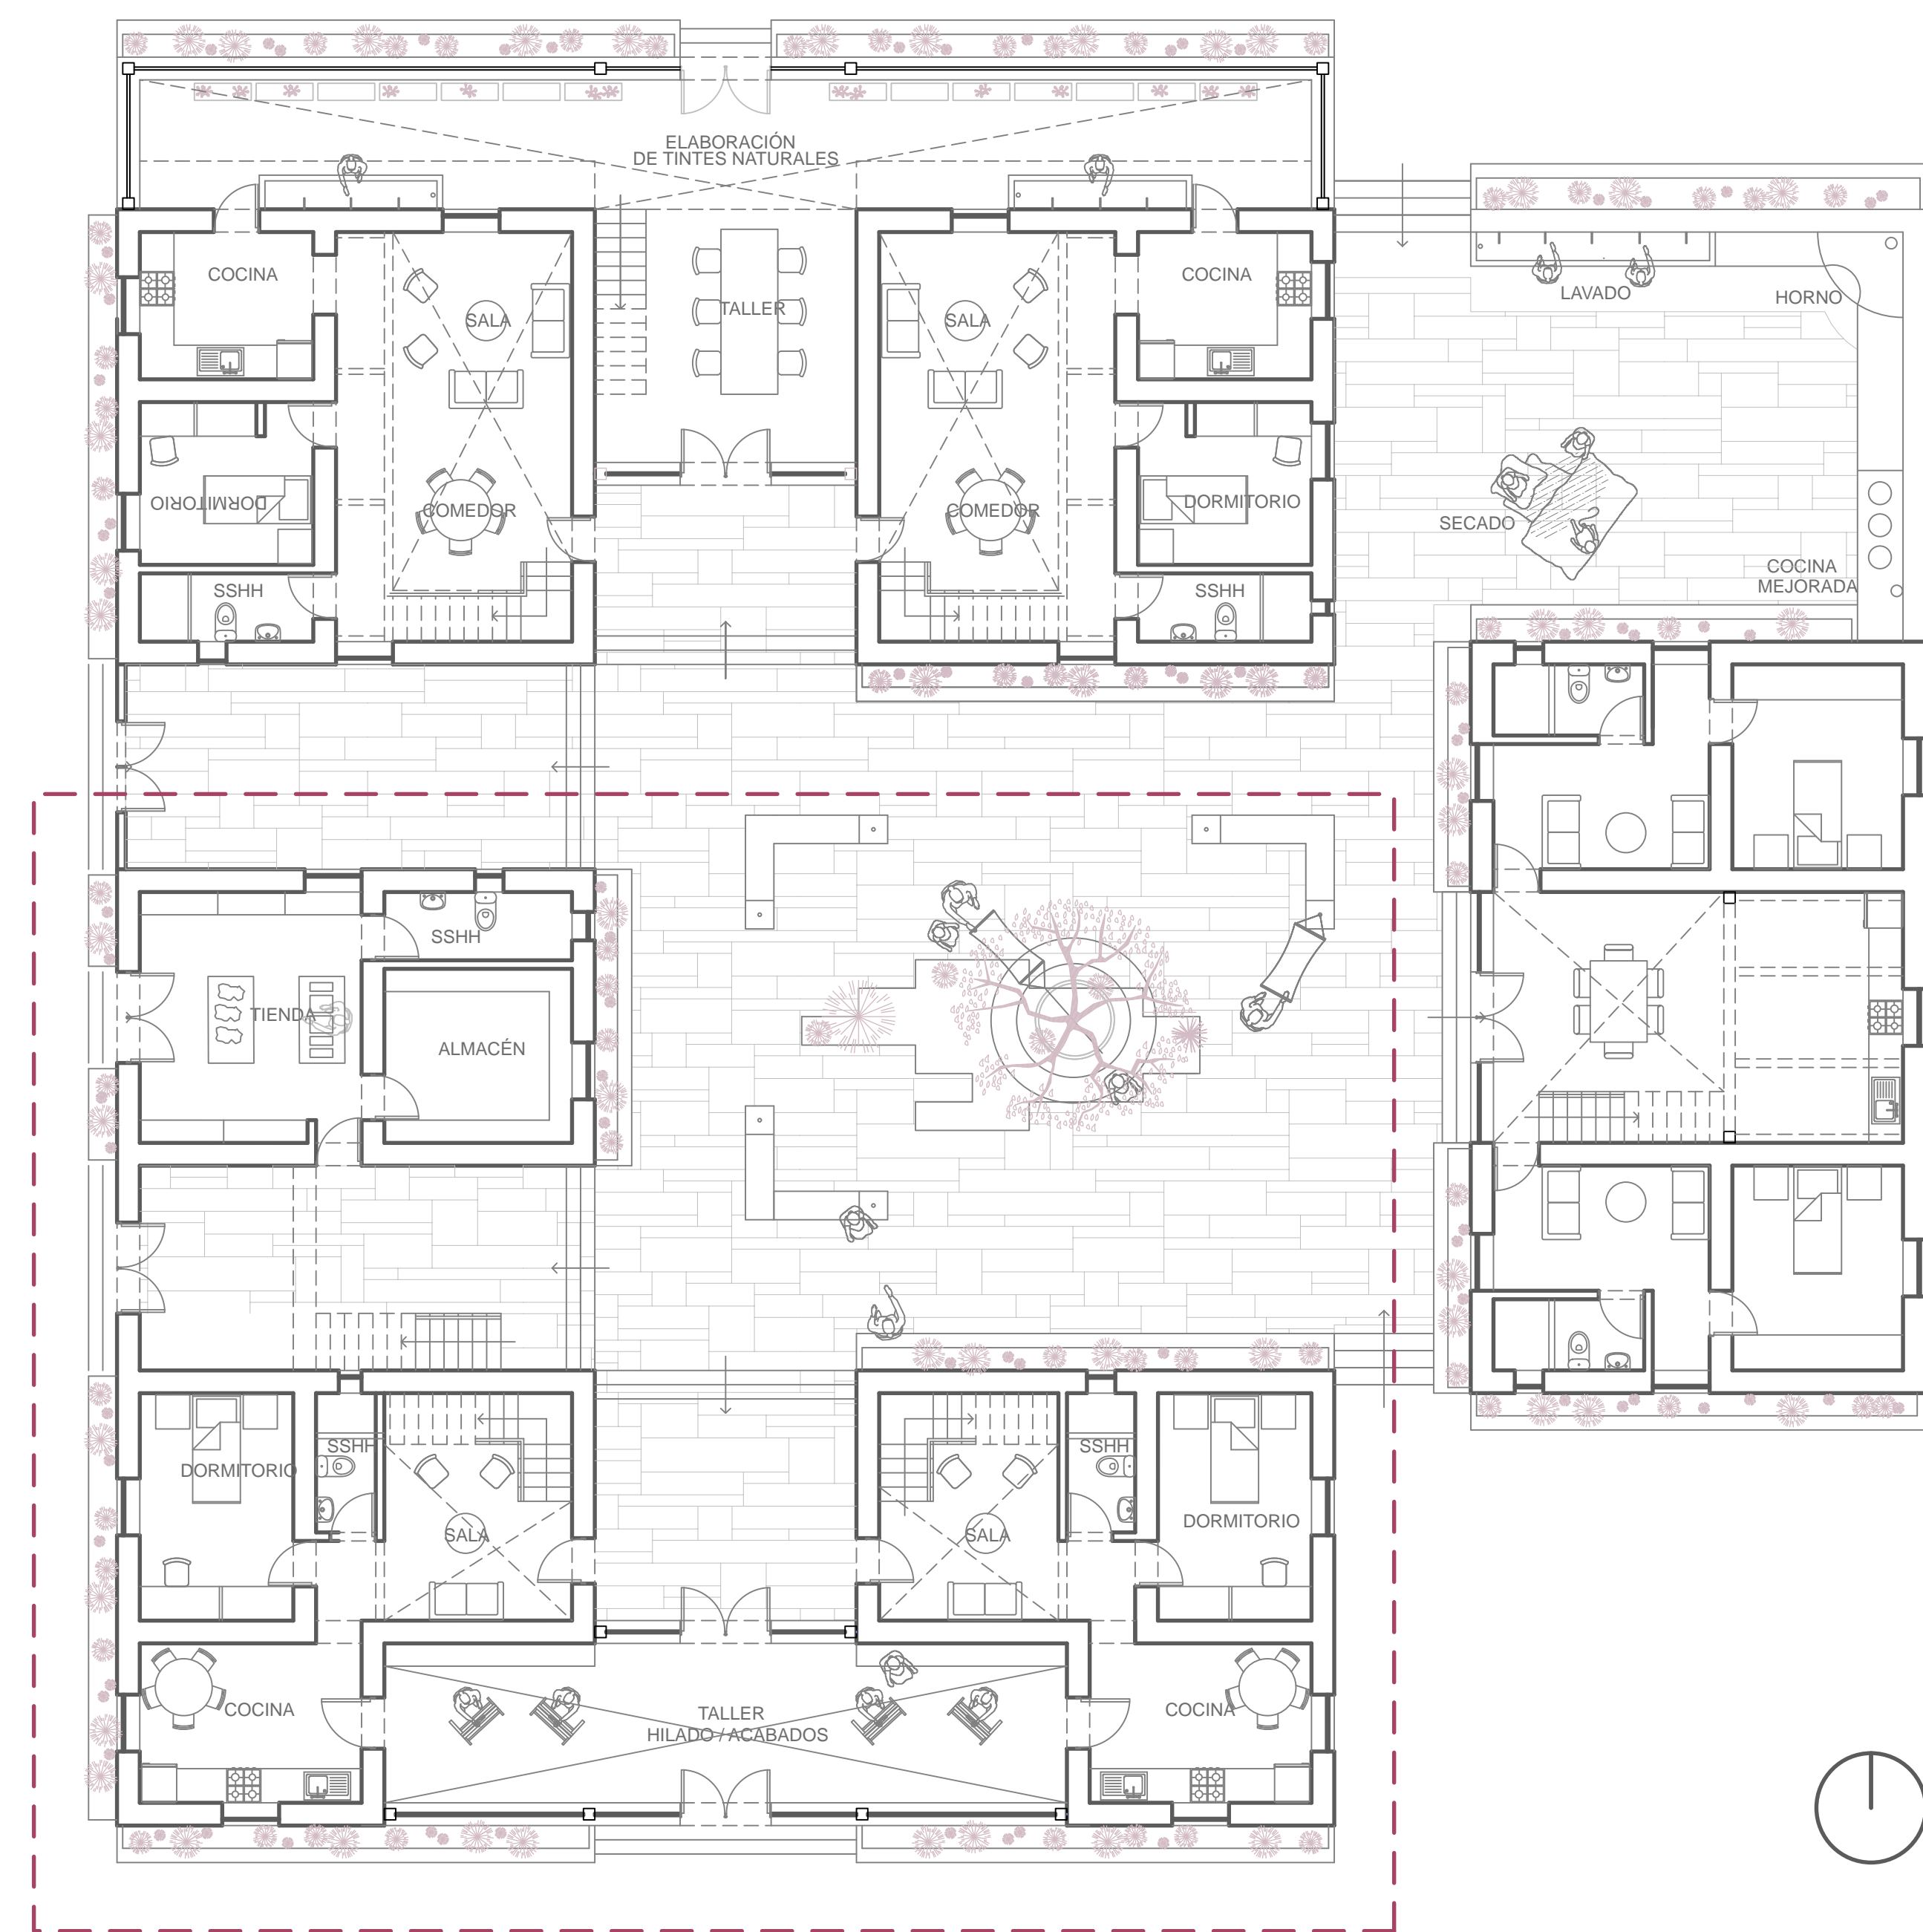 ELABORACIÓN
DE TINTES NATURALES
COCINA
SALA
TALLER
SALA
COCINA
LAVADO
HORNO
DORMITORIO
COMEDOR
COMEDOR
DORMITORIO
SECADO
COCINA
MEJORADA
SSHH
SSHH
SSHH
TIENDA
ALMACÉN
SSHH
SSHH
DORMITORIO
SALA
SALA
DORMITORIO
COCINA
TALLER
HILADO / ACABADOS
COCINA